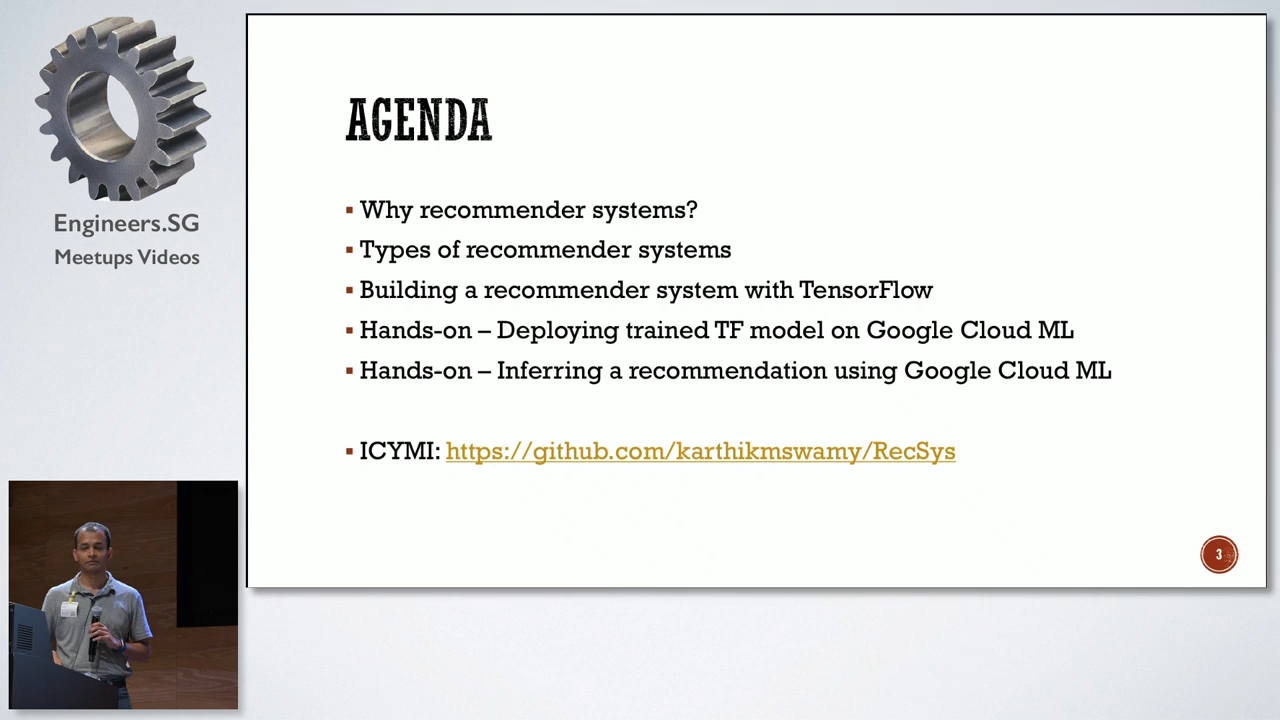 Engineers.SG
Meetups Videos
AGENDA
▪ Why recommender systems?
▪ Types of recommender systems
▪ Building a recommender system with TensorFlow
▪ Hands-on – Deploying trained TF model on Google Cloud ML
▪ Hands-on – Inferring a recommendation using Google Cloud ML
▪ ICYMI: https://github.com/karthikmswamy/RecSys
3